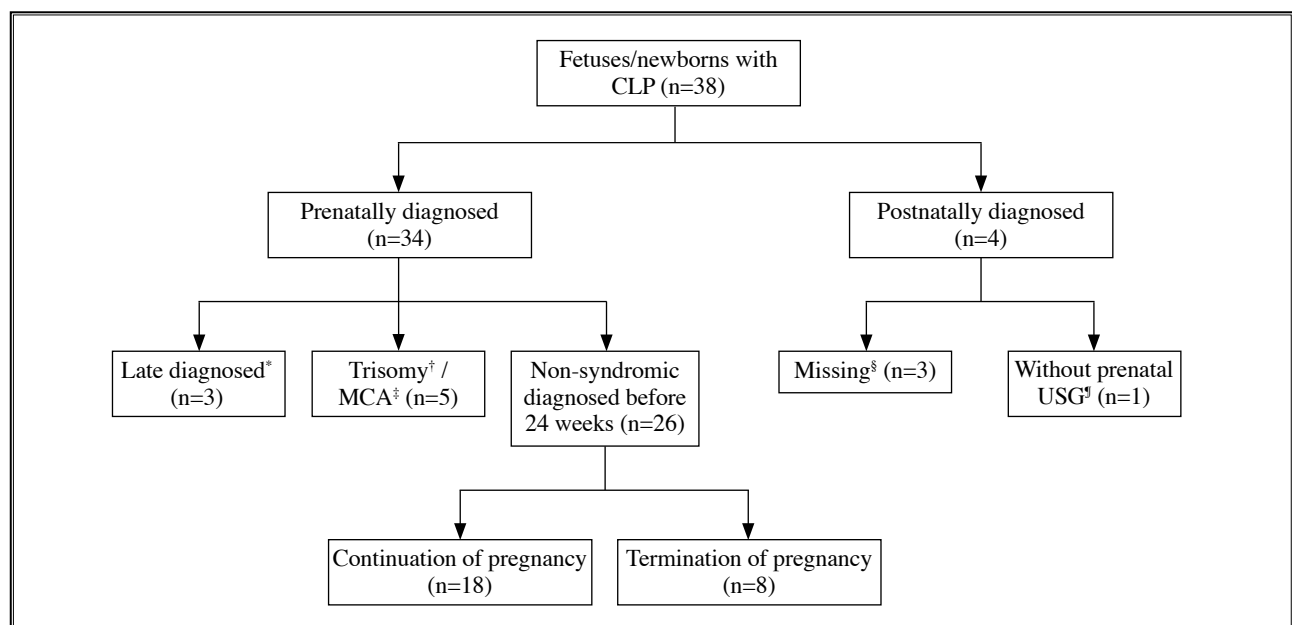 Fetuses/newborns with
CLP (n=38)
Prenatally diagnosed
(n=34)
Postnatally diagnosed
(n=4)
Late diagnosed*
(n=3)
Trisomy† /
MCA‡ (n=5)
Non-syndromic
diagnosed before
24 weeks (n=26)
Missing§ (n=3)
Without prenatal
USG¶ (n=1)
Continuation of pregnancy
(n=18)
Termination of pregnancy
(n=8)